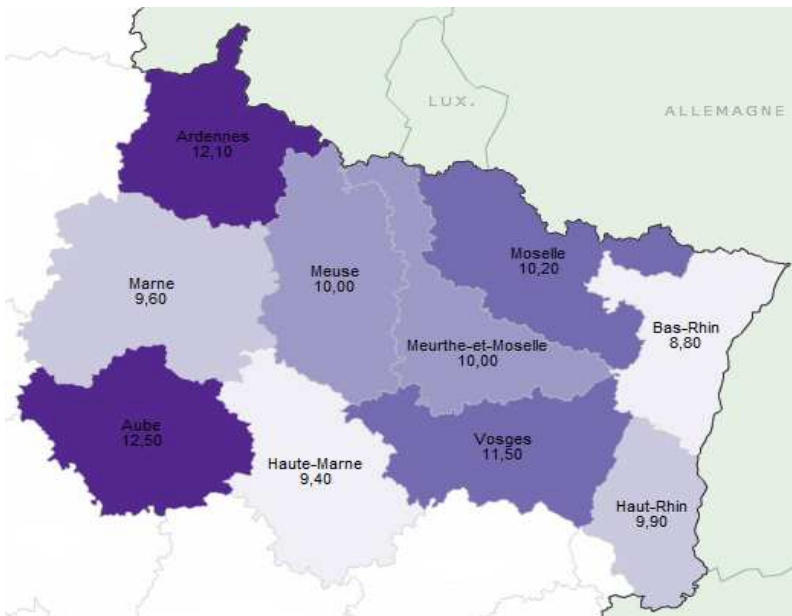 LUX.
ALLEMAGNE
Ardennes
12,10
Moselle
10,20
Meuse
10,00
Marne
9,60
Bas-Rhin
8,80
Meurthe-et-Moselle
10,00
Aube
12,50
Vosges
11,50
Haute-Marne
9,40
Haut-Rhin
9,90